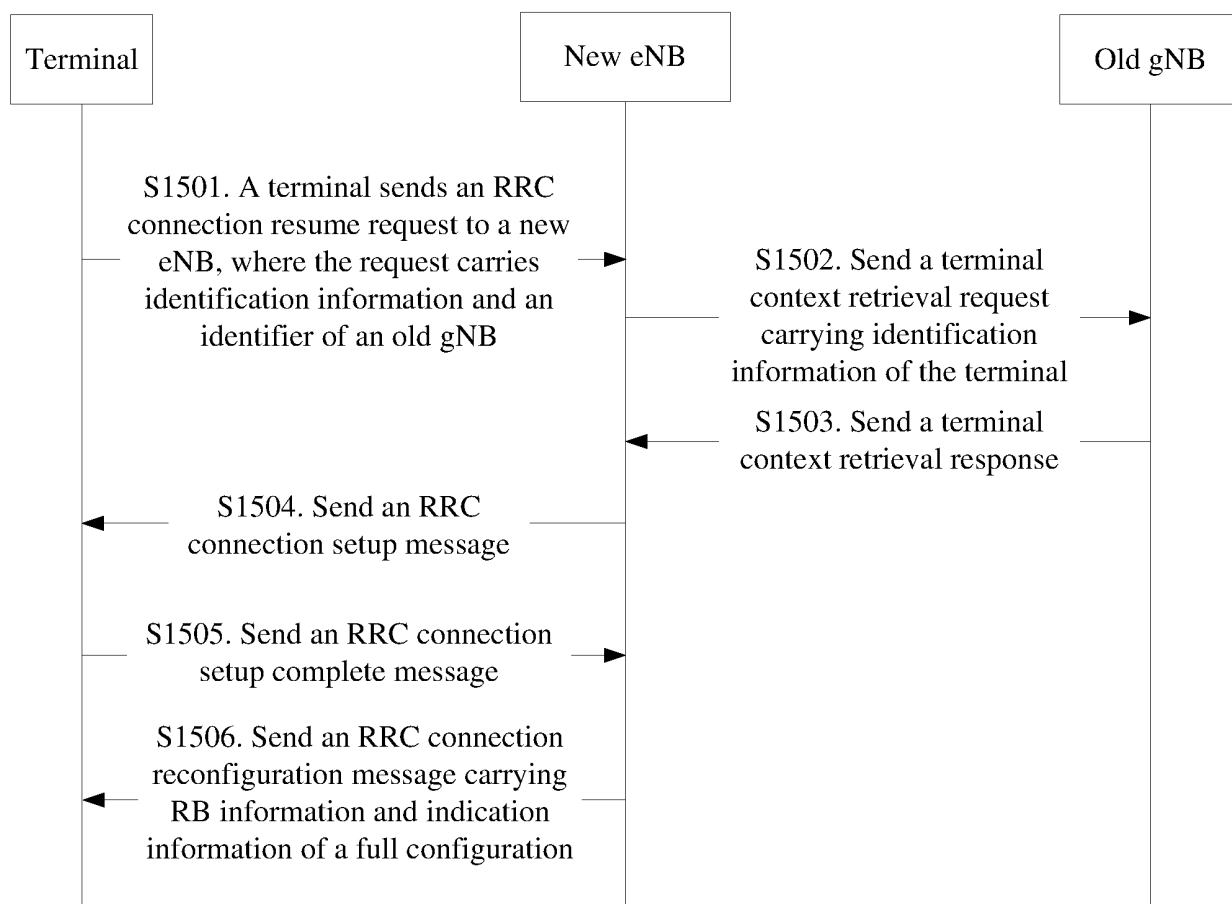 Terminal
New eNB
Old gNB
S1501. A terminal sends an RRC
connection resume request to a new
eNB, where the request carries
identification information and an
identifier of an old gNB
S1502. Send a terminal
context retrieval request
carrying identification
information of the terminal
S1503. Send a terminal
context retrieval response
S1504. Send an RRC
connection setup message
S1505. Send an RRC connection
setup complete message
S1506. Send an RRC connection
reconfiguration message carrying
RB information and indication
information of a full configuration